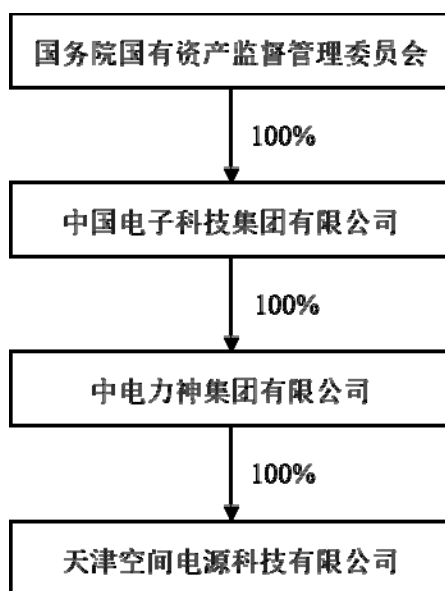 国务院国有资产监督管理委员会
100%
中国电子科技集团有限公司
100%
中电力神集团有限公司
100%
天津空间电源科技有限公司